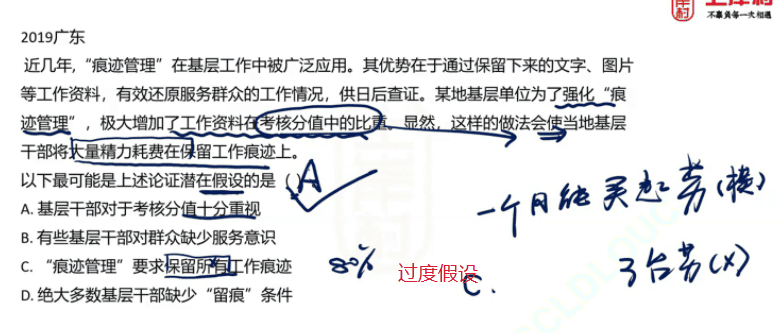 不寡负每一天相遇
2019广东
近几年,“痕迹管理”在基层工作中被广泛应用。其优势在于通过保留下来的文字、图片
等工作资料,有效还原服务群众的工作情况,供日后查证。某地基层单位为了强化“痕
迹管理”,极大增加了工作资料在考核分值中的比重。显然,这样的做法会使当地基层
干部将大量精力耗费在保留工作痕迹上。
以下最可能是上述论证潜在假设的是( )
A
A. 基层干部对于考核分值十分重视
一个月能买起劳(模)
B. 有些基层干部对群众缺少服务意识
C. “痕迹管理”要求保留所有工作痕迹
80%
过度假设
C.
D. 绝大多数基层干部缺少“留痕”条件